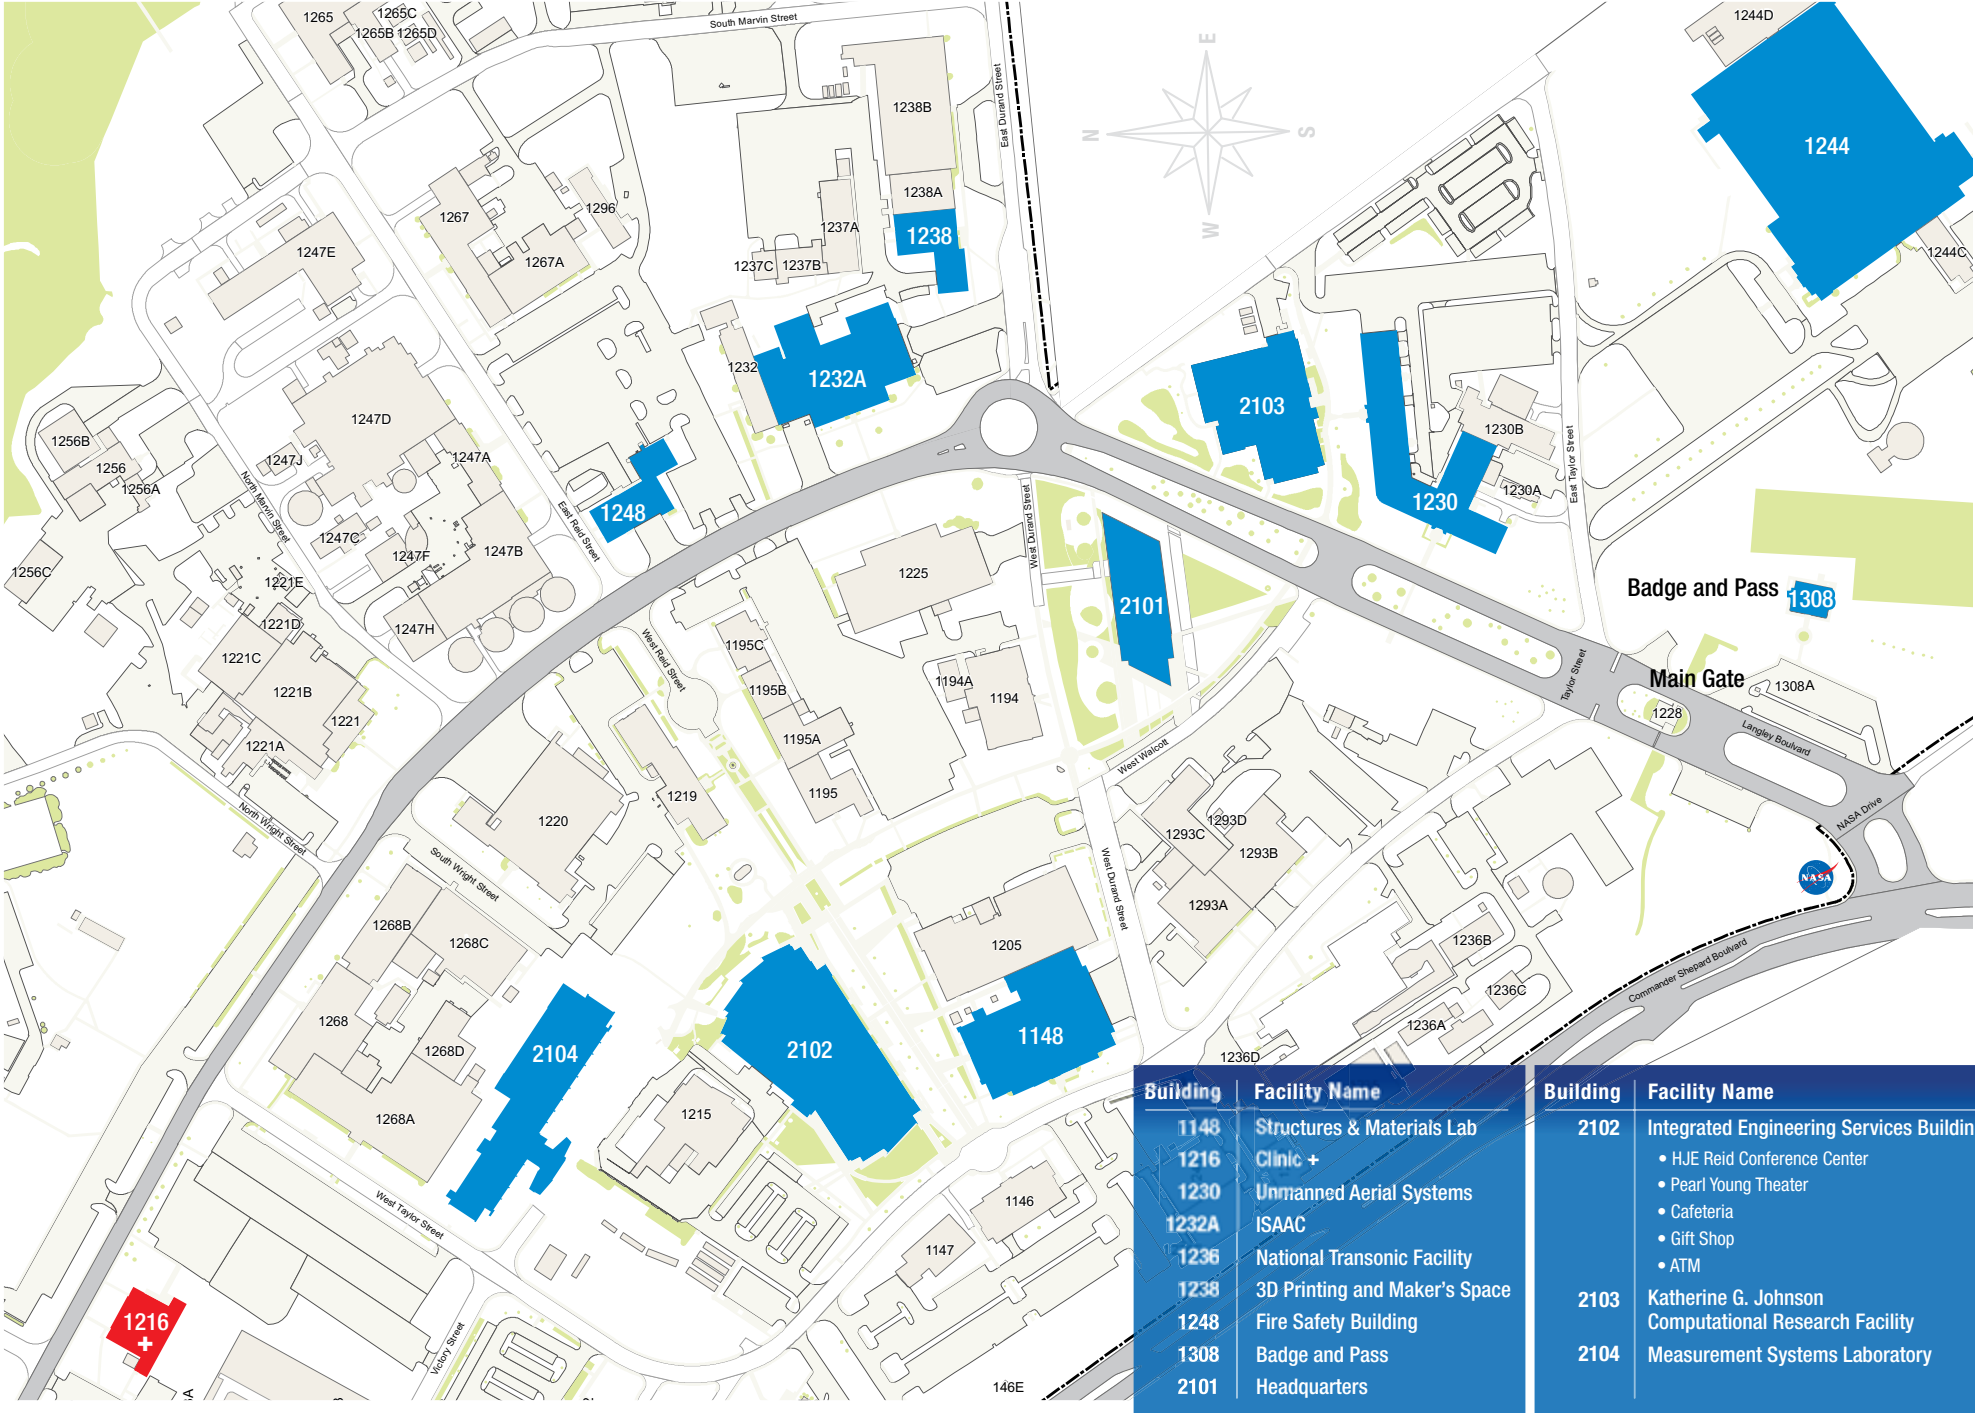 1265
1265C
1265B
1265D
South Marvin Street
1244D
E
N
S
W
1238B
East Durand Street
1244
1238A
1267
1296
1237A
1238
1247E
1267A
1237C
1237B
1244C
1232
1232A
2103
1247D
1256B
1230B
1256
1247J
1247A
1256A
North Marvin Street
East Reid Street
1248
1230
1230A
East Taylor Street
West Durand Street
1247C
1247F
1247B
1256C
1221E
1225
2101
Badge and Pass
1308
1221D
1247H
1195C
West Reid Street
1221C
1221B
1195B
1194A
1194
Taylor Street
Main Gate
1308A
1221
1228
1221A
1195A
Langley Boulvard
West Walcott
1219
1195
North Wright Street
1220
1293D
1293C
1293B
NASA Drive
NASA
South Wright Street
West Durand Street
1293A
1268B
1268C
1205
1236B
Commander Shepard Boulvard
1236C
1268
1236A
1148
1268D
2104
2102
1236D
1268A
1215
West Taylor Street
1146
1147
1216
+
Victory Street
146E
Building
Facility Name
1148 Structures & Materials Lab
1216 Clinic +
1230 Unmanned Aerial Systems
1232A ISAAC
1236 National Transonic Facility
1238 3D Printing and Maker's Space
1248 Fire Safety Building
1308 Badge and Pass
2101 Headquarters
Building
Facility Name
2102 Integrated Engineering Services Buildin
• HJE Reid Conference Center
• Pearl Young Theater
• Cafeteria
• Gift Shop
• ATM
2103 Katherine G. Johnson
Computational Research Facility
2104 Measurement Systems Laboratory